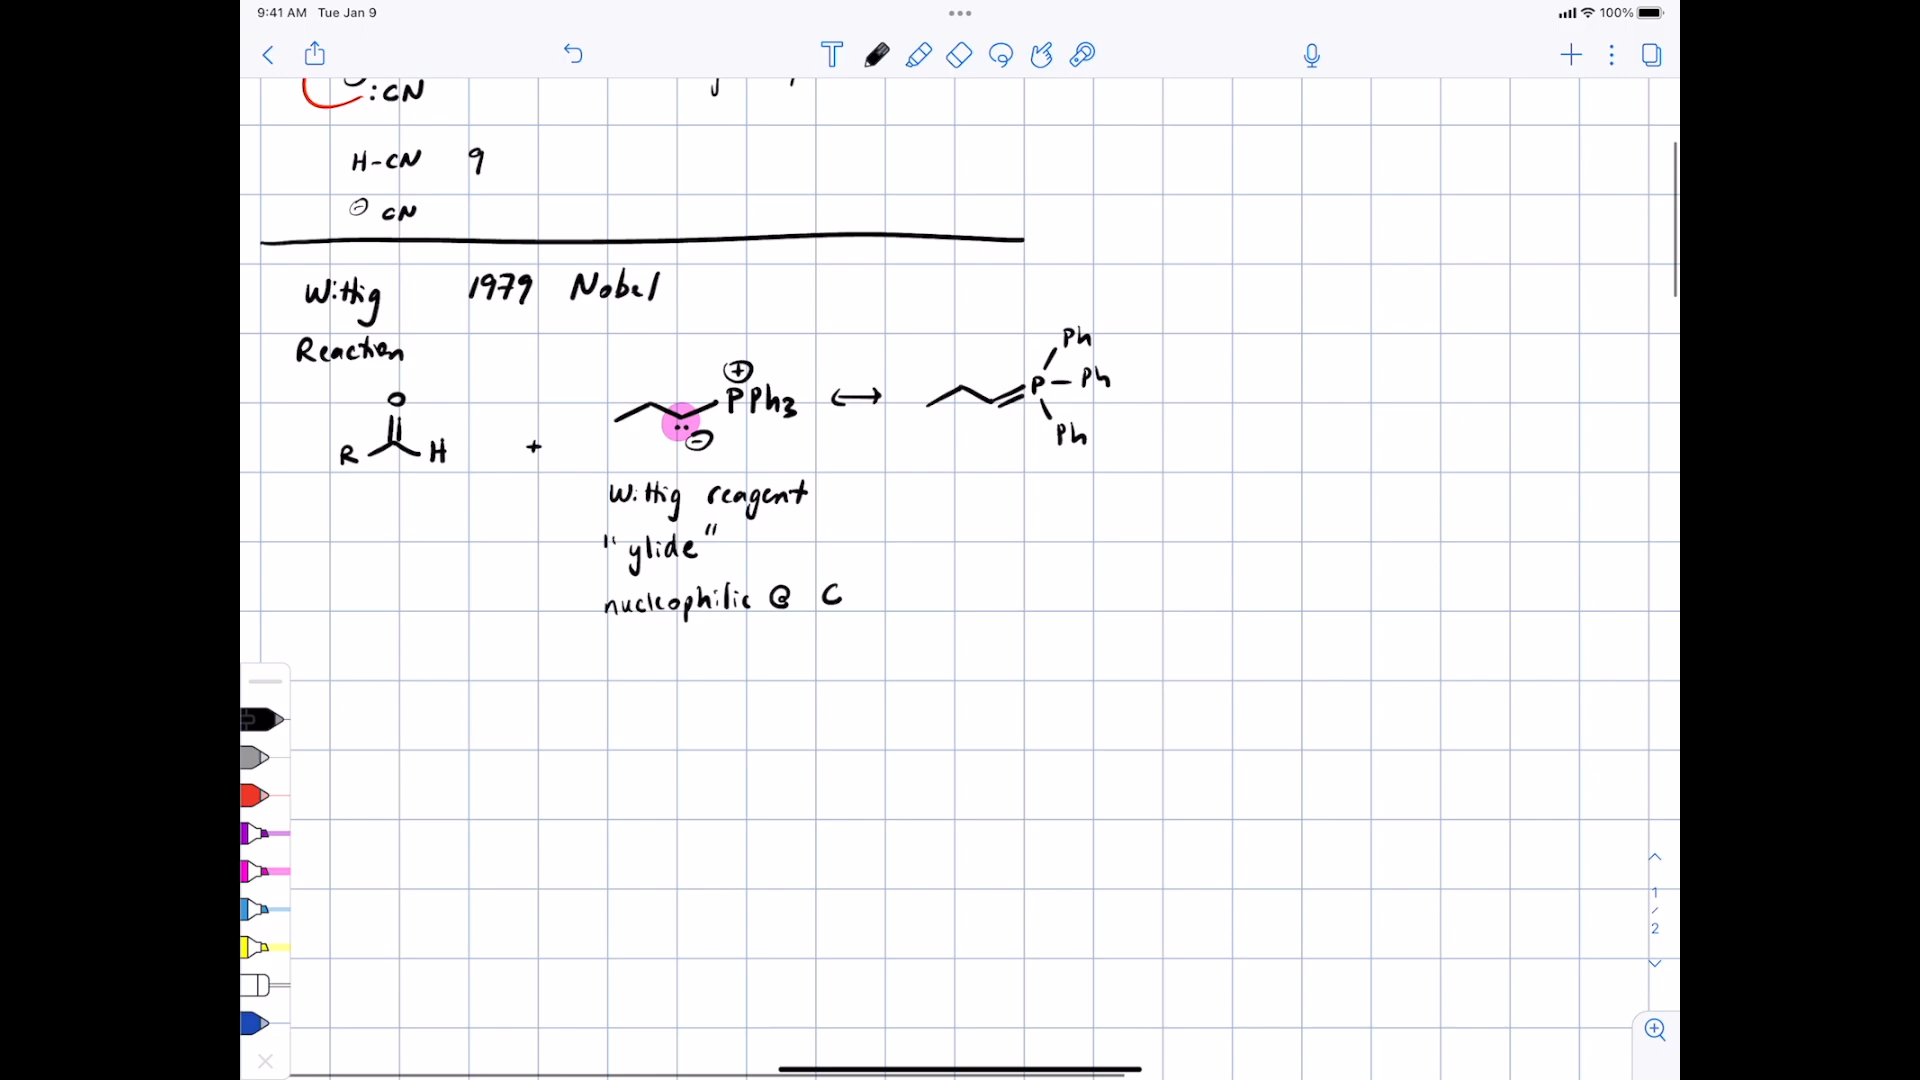 9:41 AM Tue Jan 9
100%
:CN
H-CN 9
⊖ CN
Wittig 1979 Nobel
Reaction
O
R H
+
⊕
PPh3 ↔ P
⊖
Ph
Ph
Ph
Wittig reagent
"ylide"
nucleophilic @ C
1
/
2